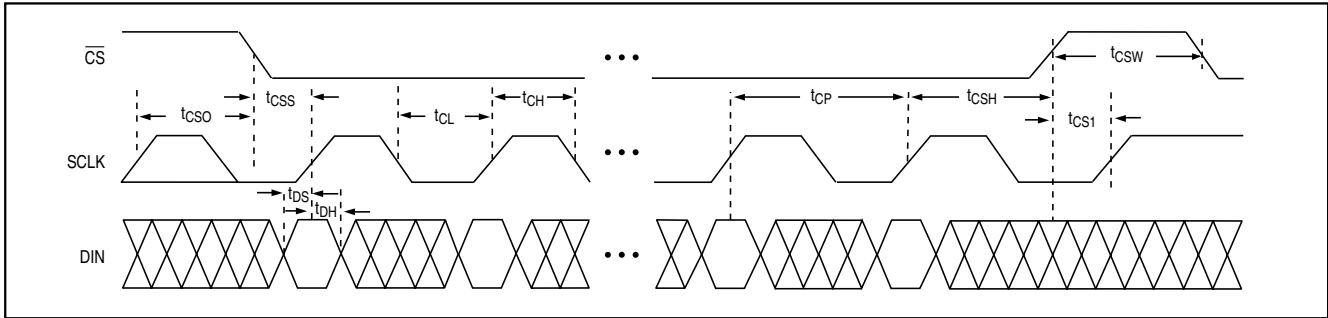 CS
tCSW
tCSS
tCSO
tCL
tCH
tCP
tCSH
tCS1
SCLK
•••
tDS
tDH
DIN